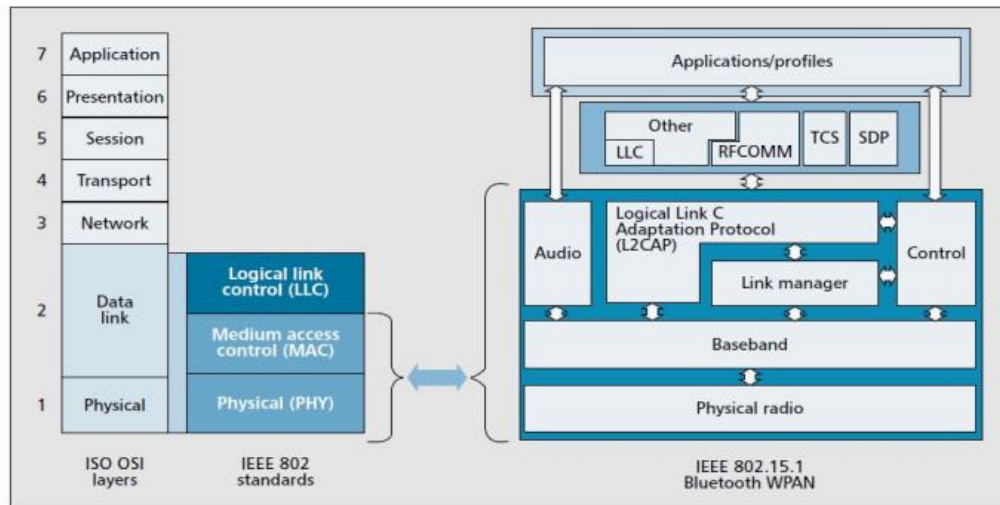 7 Application
6 Presentation
5 Session
4 Transport
3 Network
2 Data
link
1 Physical
ISO OSI
layers
Logical link
control (LLC)
Medium access
control (MAC)
Physical (PHY)
IEEE 802
standards
Applications/profiles
Other
LLC
RFCOMM
TCS
SDP
Audio
Logical Link C
Adaptation Protocol
(L2CAP)
Control
Link manager
Baseband
Physical radio
IEEE 802.15.1
Bluetooth WPAN